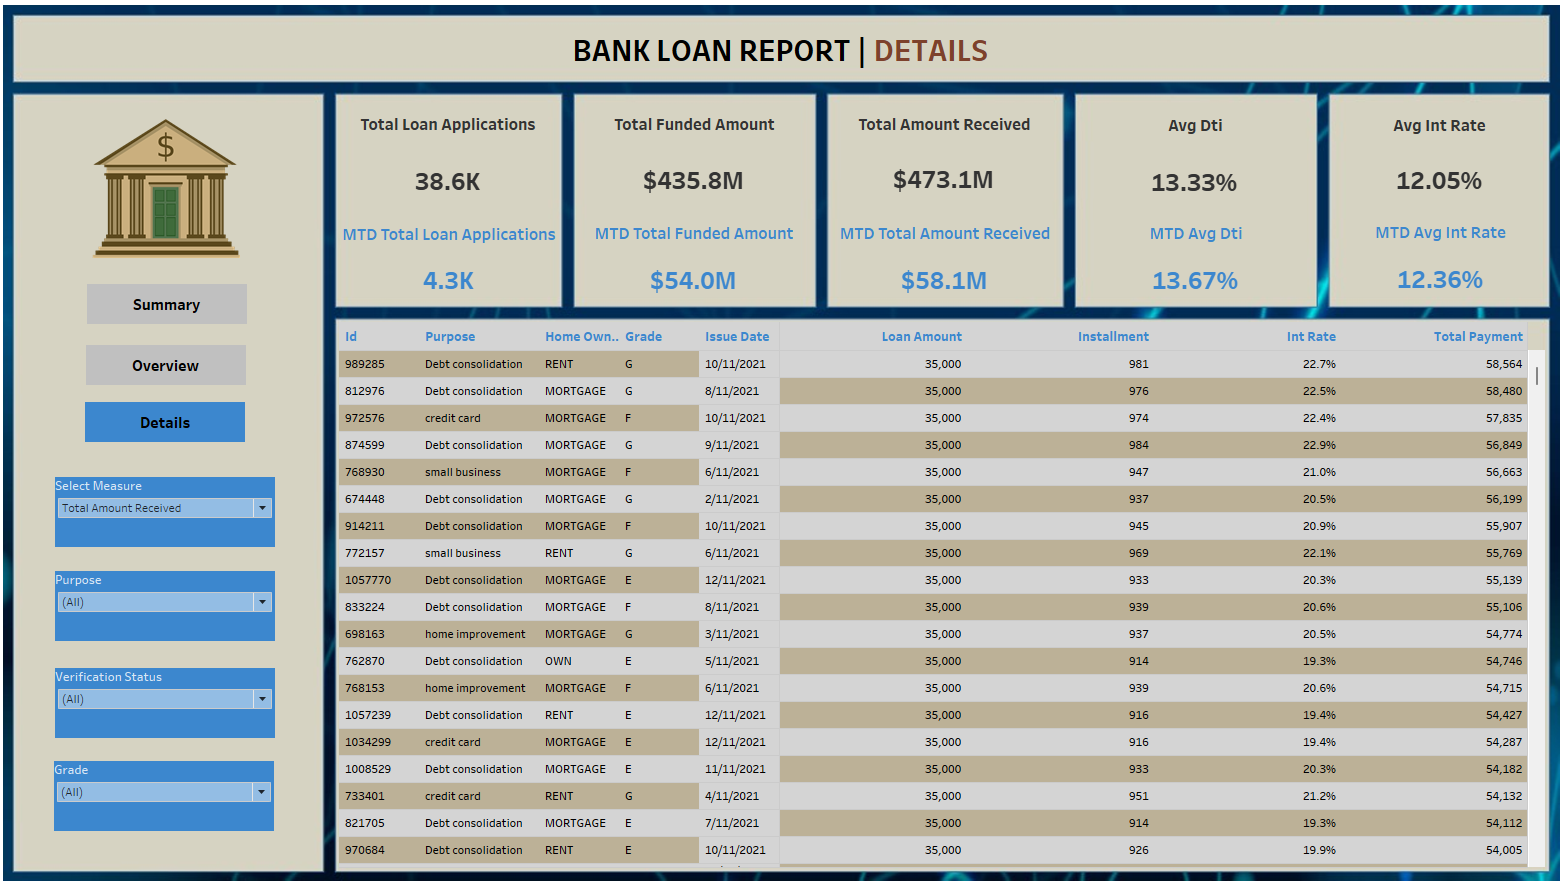 BANK LOAN REPORT | DETAILS
$
Summary
Overview
Details
Select Measure
Total Amount Received
Purpose
(All)
Verification Status
(All)
Grade
(All)
Total Loan Applications
38.6K
MTD Total Loan Applications
4.3K
Total Funded Amount
$435.8M
MTD Total Funded Amount
$54.0M
Total Amount Received
$473.1M
MTD Total Amount Received
$58.1M
Avg Dti
13.33%
MTD Avg Dti
13.67%
Avg Int Rate
12.05%
MTD Avg Int Rate
12.36%
Id Purpose Home Own.. Grade Issue Date Loan Amount Installment Int Rate Total Payment
989285 Debt consolidation RENT G 10/11/2021 35,000 981 22.7% 58,564
812976 Debt consolidation MORTGAGE G 8/11/2021 35,000 976 22.5% 58,480
972576 credit card MORTGAGE F 10/11/2021 35,000 974 22.4% 57,835
874599 Debt consolidation MORTGAGE G 9/11/2021 35,000 984 22.9% 56,849
768930 small business MORTGAGE F 6/11/2021 35,000 947 21.0% 56,663
674448 Debt consolidation MORTGAGE G 2/11/2021 35,000 937 20.5% 56,199
914211 Debt consolidation MORTGAGE F 10/11/2021 35,000 945 20.9% 55,907
772157 small business RENT G 6/11/2021 35,000 969 22.1% 55,769
1057770 Debt consolidation MORTGAGE E 12/11/2021 35,000 933 20.3% 55,139
833224 Debt consolidation MORTGAGE F 8/11/2021 35,000 939 20.6% 55,106
698163 home improvement MORTGAGE G 3/11/2021 35,000 937 20.5% 54,774
762870 Debt consolidation OWN E 5/11/2021 35,000 914 19.3% 54,746
768153 home improvement MORTGAGE F 6/11/2021 35,000 939 20.6% 54,715
1057239 Debt consolidation RENT E 12/11/2021 35,000 916 19.4% 54,427
1034299 credit card MORTGAGE E 12/11/2021 35,000 916 19.4% 54,287
1008529 Debt consolidation MORTGAGE E 11/11/2021 35,000 933 20.3% 54,182
733401 credit card RENT G 4/11/2021 35,000 951 21.2% 54,132
821705 Debt consolidation MORTGAGE E 7/11/2021 35,000 914 19.3% 54,112
970684 Debt consolidation RENT E 10/11/2021 35,000 926 19.9% 54,005